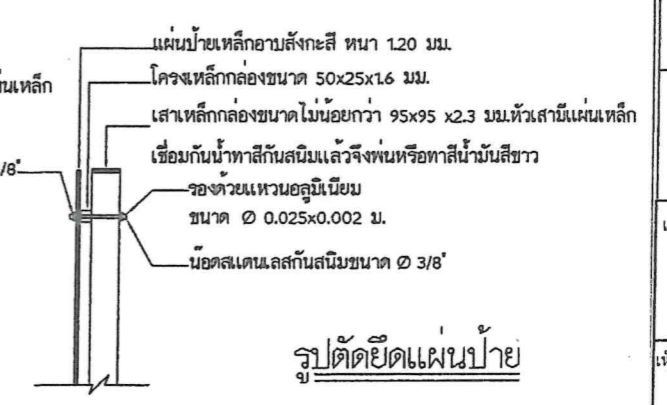 แผ่นป้ายเหล็กอาบสังกะสี หนา 1.20 มม.
โครงเหล็กกล่องขนาด 50x25x1.6 มม.
เสาเหล็กกล่องขนาดไม่น้อยกว่า 95x95 x2.3 มม.หัวเสามีแผ่นเหล็ก
เชื่อมกันน้ำทาสีกันสนิมแล้วจึงพ่นหรือทาสีน้ำมันสีขาว
รองด้วยแหวนอลูมิเนียม
ขนาด Ø 0.025x0.002 ม.
น๊อตสแตนเลสกันสนิมขนาด Ø 3/8"
/8"
รูปตัดยึดแผ่นป้าย